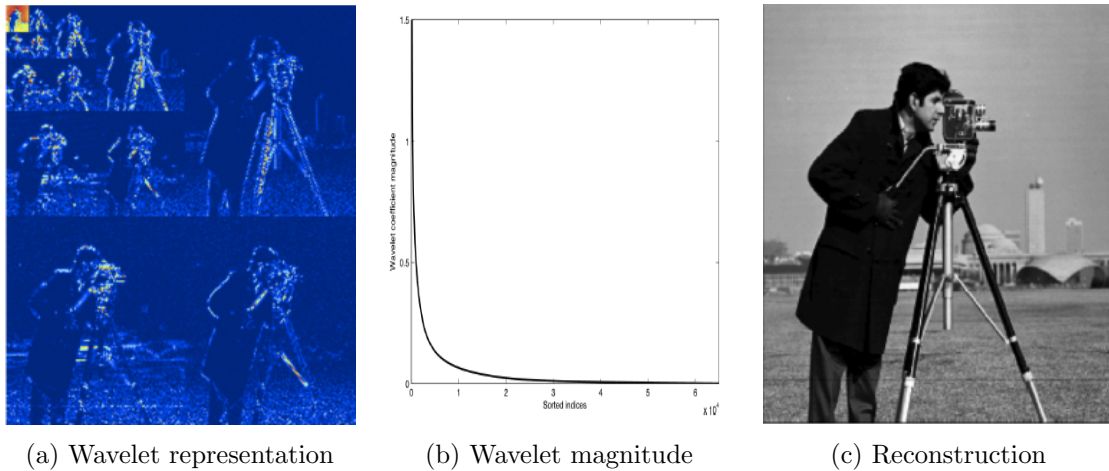 1.5
1
0.5
0
Wavelet coefficient magnitude
0 1 2 3 4 5 6
Sorted indices
x 10⁴
(a) Wavelet representation
(b) Wavelet magnitude
(c) Reconstruction